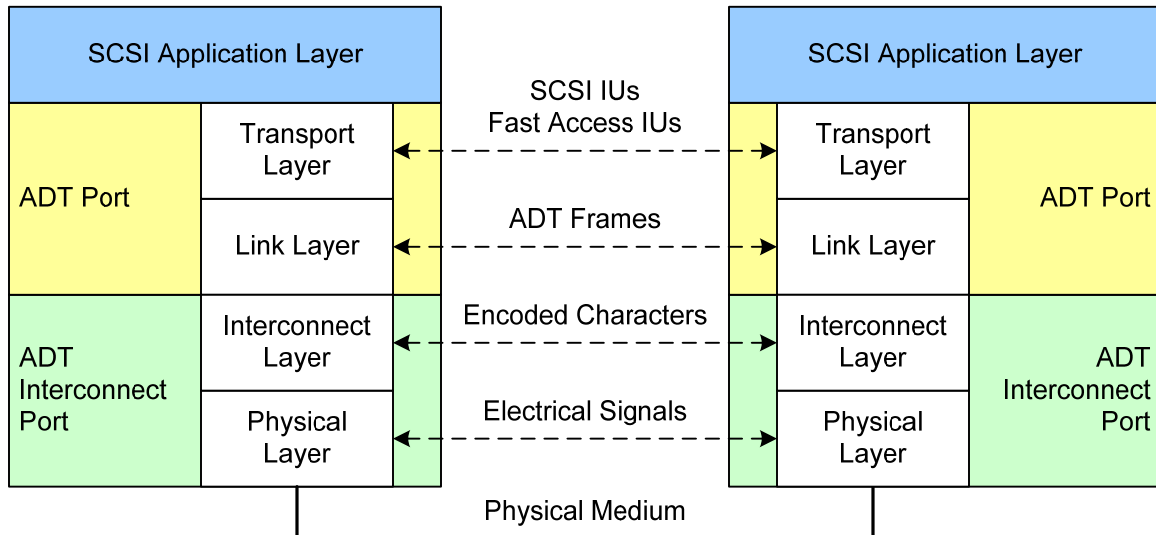 SCSI Application Layer
SCSI Application Layer
SCSI IUs
Fast Access IUs
Transport
Layer
Transport
Layer
ADT Port
ADT Port
ADT Frames
Link Layer
Link Layer
Encoded Characters
Interconnect
Layer
Interconnect
Layer
ADT
Interconnect
Port
ADT
Interconnect
Port
Electrical Signals
Physical
Layer
Physical
Layer
Physical Medium